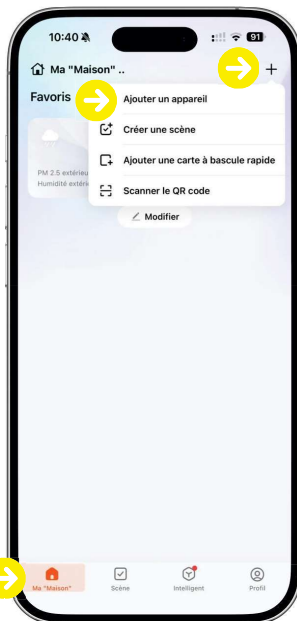 10:40
91
Ma "Maison" ..
Favoris
Ajouter un appareil
Créer une scène
Ajouter une carte à bascule rapide
Scanner le QR code
PM 2.5 extérieu
Humidité extérie
Modifier
Ma "Maison"
Scène
Intelligent
Profil